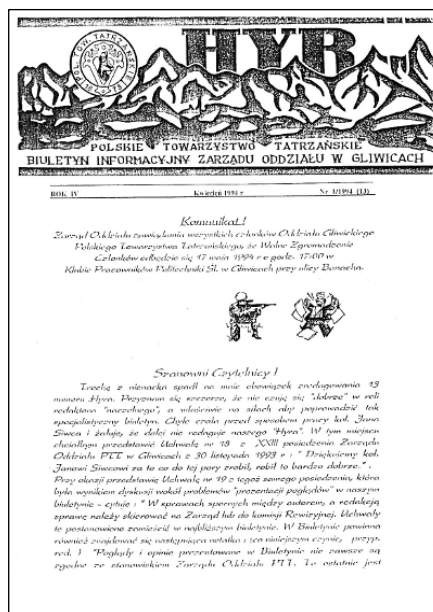 HYR
POLSKIE TOWARZYSTWO TATRZAŃSKIE
BIULETYN INFORMACYJNY ZARZĄDU ODDZIAŁU W GLIWICACH
ROK IV Kwiecień 1994 r Nr 1/1994 (13)
Komunikat !
Zarząd Oddziału zawiadamia wszystkich członków Oddziału Gliwickiego
Polskiego Towarzystwa Tatrzańskiego, że Walne Zgromadzenie
Członków odbędzie się 17 maja 1994 r o godz. 17:00 w
Klubie Pracowników Politechniki Śl. w Gliwicach przy ulicy Banacha.
Szanowni Czytelnicy !
Trochę z nienacka spadł na mnie obowiązek zredagowania 13
numeru Hyra. Przyznam się szczerze, że nie czuję się "dobrze" w roli
redaktora "naczelnego", a właściwie na siłach aby poprowadzić tak
specjalistyczny biuletyn. Chylę czoła przed sposobem pracy kol. Jana
Siwca i żałuję, że dalej nie redaguje naszego "Hyra". W tym miejscu
chciałbym przedstawić Uchwałę nr 18 z XXIII posiedzenia Zarządu
Oddziału PTT w Gliwicach z 30 listopada 1993 r : " Dziękujemy kol.
Janowi Siwcowi za to co do tej pory zrobił, robił to bardzo dobrze." .
Przy okazji przedstawię Uchwałę nr 19 z tegoż samego posiedzenia, która
była wynikiem dyskusji wokół problemów "prezentacji poglądów" w naszym
biuletynie - cytuję : " W sprawach spornych między autorem, a redakcją
sprawę należy skierować na Zarząd lub do komisji Rewizyjnej. Uchwały
te postanowiono zamieścić w najbliższym biuletynie. W Biuletynie powinna
również znajdować się następująca notatka : (co niniejszym czynię, przyp.
red. ) "Poglądy i opinie prezentowane w Biuletynie nie zawsze są
zgodne ze stanowiskiem Zarządu Oddziału PTT. To ostatnie jest